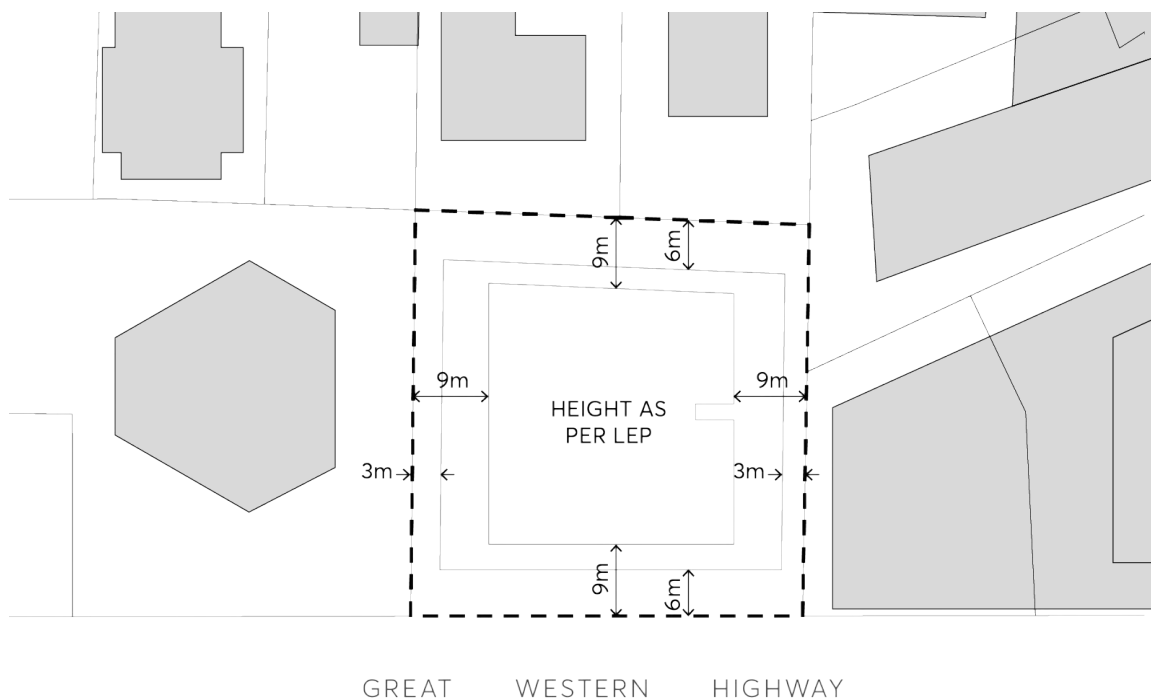 9m
6m
9m
9m
HEIGHT AS
PER LEP
3m
3m
9m
6m
GREAT WESTERN HIGHWAY